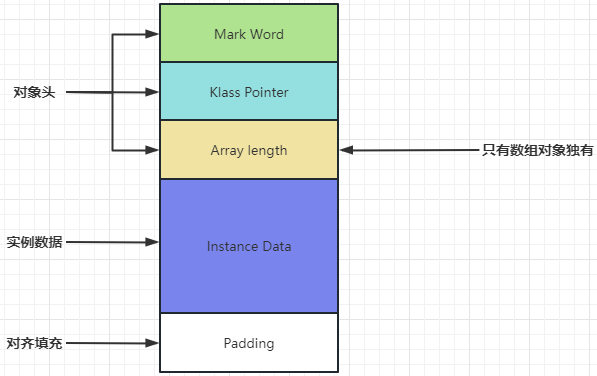 Mark Word
对象头
Klass Pointer
Array length
只有数组对象独有
实例数据
Instance Data
对齐填充
Padding